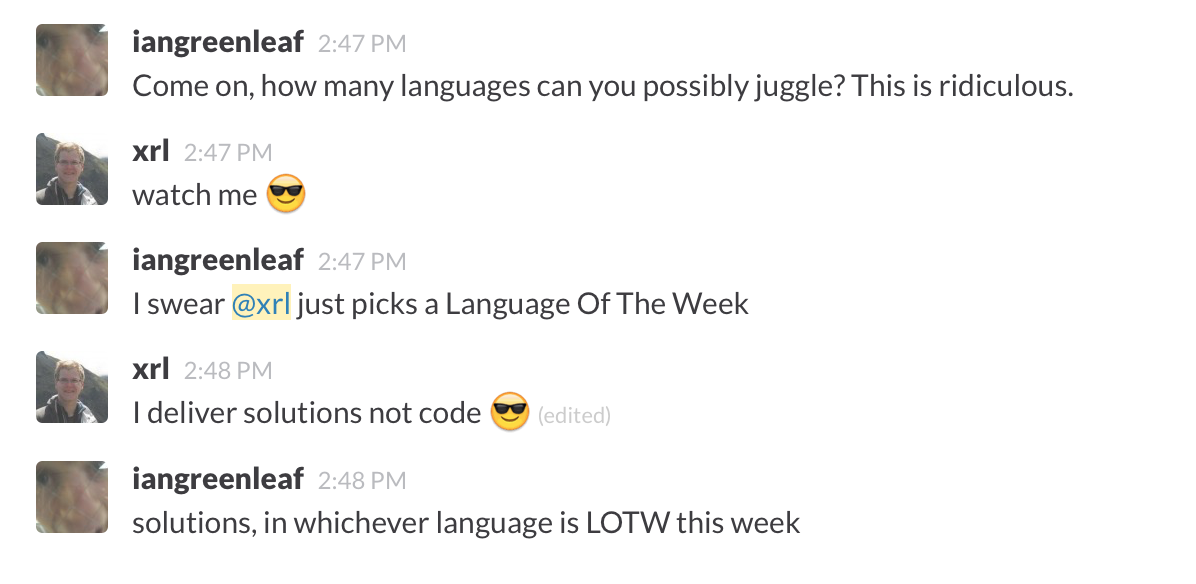 iangreenleaf 2:47 PM
Come on, how many languages can you possibly juggle? This is ridiculous.
xrl 2:47 PM
watch me 😎
iangreenleaf 2:47 PM
I swear @xrl just picks a Language Of The Week
xrl 2:48 PM
I deliver solutions not code 😎 (edited)
iangreenleaf 2:48 PM
solutions, in whichever language is LOTW this week